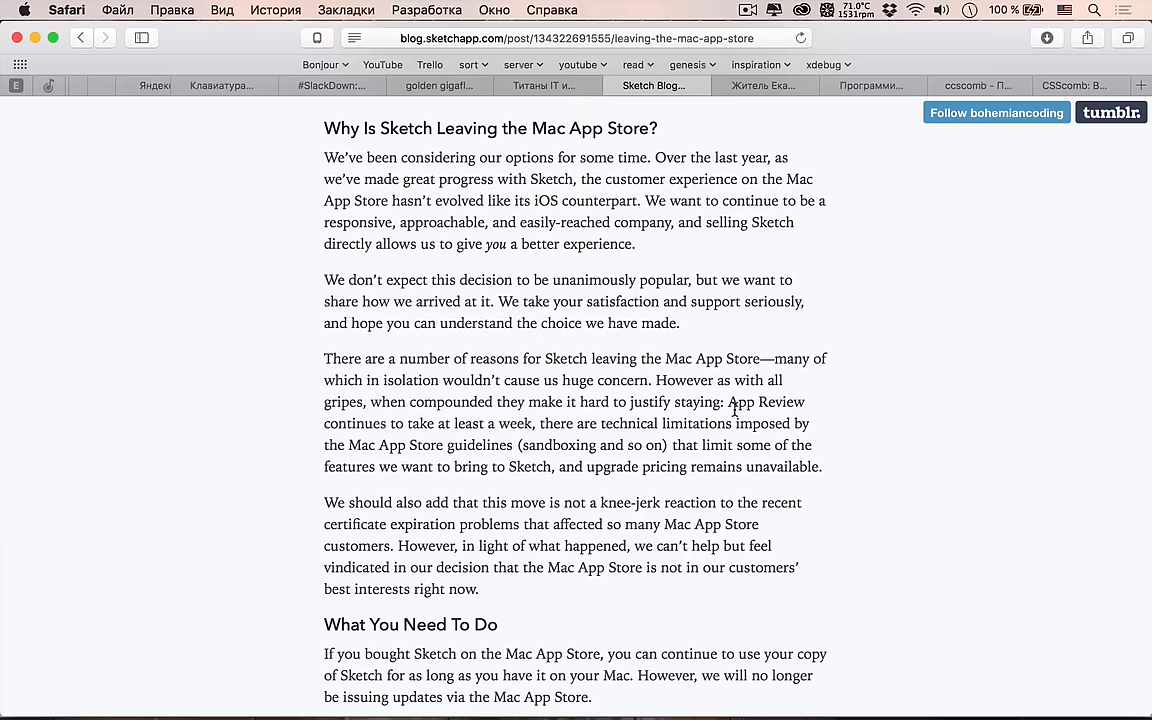 Safari Файл Правка Вид История Закладки Разработка Окно Справка 71.0°C 1531rpm 100 %
blog.sketchapp.com/post/134322691555/leaving-the-mac-app-store
Bonjour YouTube Trello sort server youtube read genesis inspiration xdebug
E Яндек Клавиатура... #SlackDown:... golden gigafl... Титаны IT и... Sketch Blog... Житель Ека... Программи... ccscomb - П... CSScomb: В...
Follow bohemiancoding tumblr.
Why Is Sketch Leaving the Mac App Store?
We’ve been considering our options for some time. Over the last year, as
we’ve made great progress with Sketch, the customer experience on the Mac
App Store hasn’t evolved like its iOS counterpart. We want to continue to be a
responsive, approachable, and easily-reached company, and selling Sketch
directly allows us to give you a better experience.
We don’t expect this decision to be unanimously popular, but we want to
share how we arrived at it. We take your satisfaction and support seriously,
and hope you can understand the choice we have made.
There are a number of reasons for Sketch leaving the Mac App Store—many of
which in isolation wouldn’t cause us huge concern. However as with all
gripes, when compounded they make it hard to justify staying: App Review
continues to take at least a week, there are technical limitations imposed by
the Mac App Store guidelines (sandboxing and so on) that limit some of the
features we want to bring to Sketch, and upgrade pricing remains unavailable.
We should also add that this move is not a knee-jerk reaction to the recent
certificate expiration problems that affected so many Mac App Store
customers. However, in light of what happened, we can’t help but feel
vindicated in our decision that the Mac App Store is not in our customers’
best interests right now.
What You Need To Do
If you bought Sketch on the Mac App Store, you can continue to use your copy
of Sketch for as long as you have it on your Mac. However, we will no longer
be issuing updates via the Mac App Store.